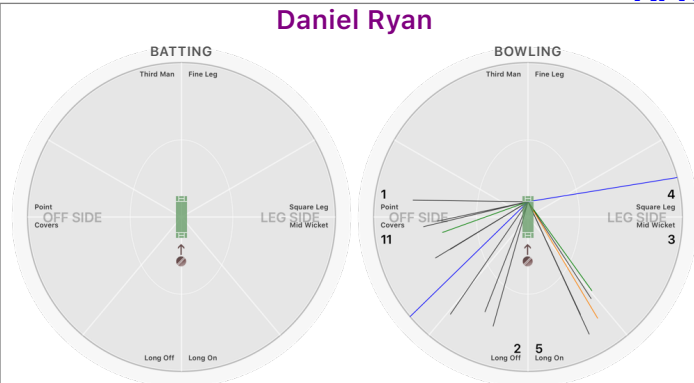 Daniel Ryan
BATTING
Third Man Fine Leg
Point
OFF SIDE
Covers
Square Leg
LEG SIDE
Mid Wicket
Long Off Long On
BOWLING
Third Man Fine Leg
1
Point
OFF SIDE
Covers
11
4
Square Leg
LEG SIDE
Mid Wicket
3
2 5
Long Off Long On